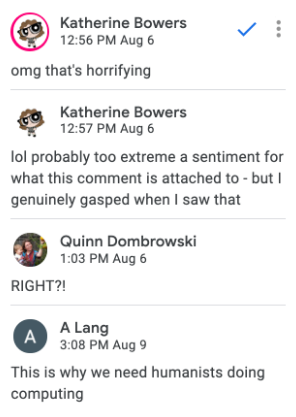 Katherine Bowers
12:56 PM Aug 6
omg that's horrifying
Katherine Bowers
12:57 PM Aug 6
lol probably too extreme a sentiment for
what this comment is attached to - but I
genuinely gasped when I saw that
Quinn Dombrowski
1:03 PM Aug 6
RIGHT?!
A
A Lang
3:08 PM Aug 9
This is why we need humanists doing
computing